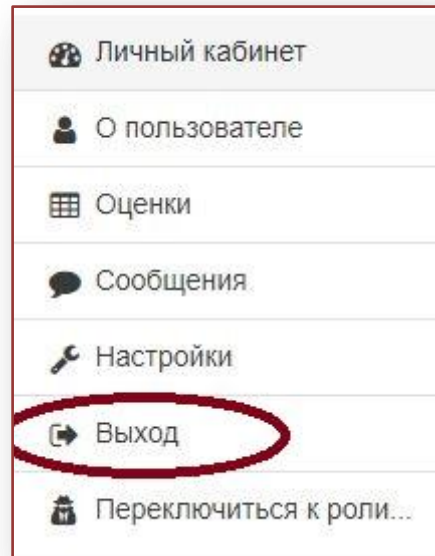 Личный кабинет
О пользователе
Оценки
Сообщения
Настройки
Выход
Переключиться к роли...